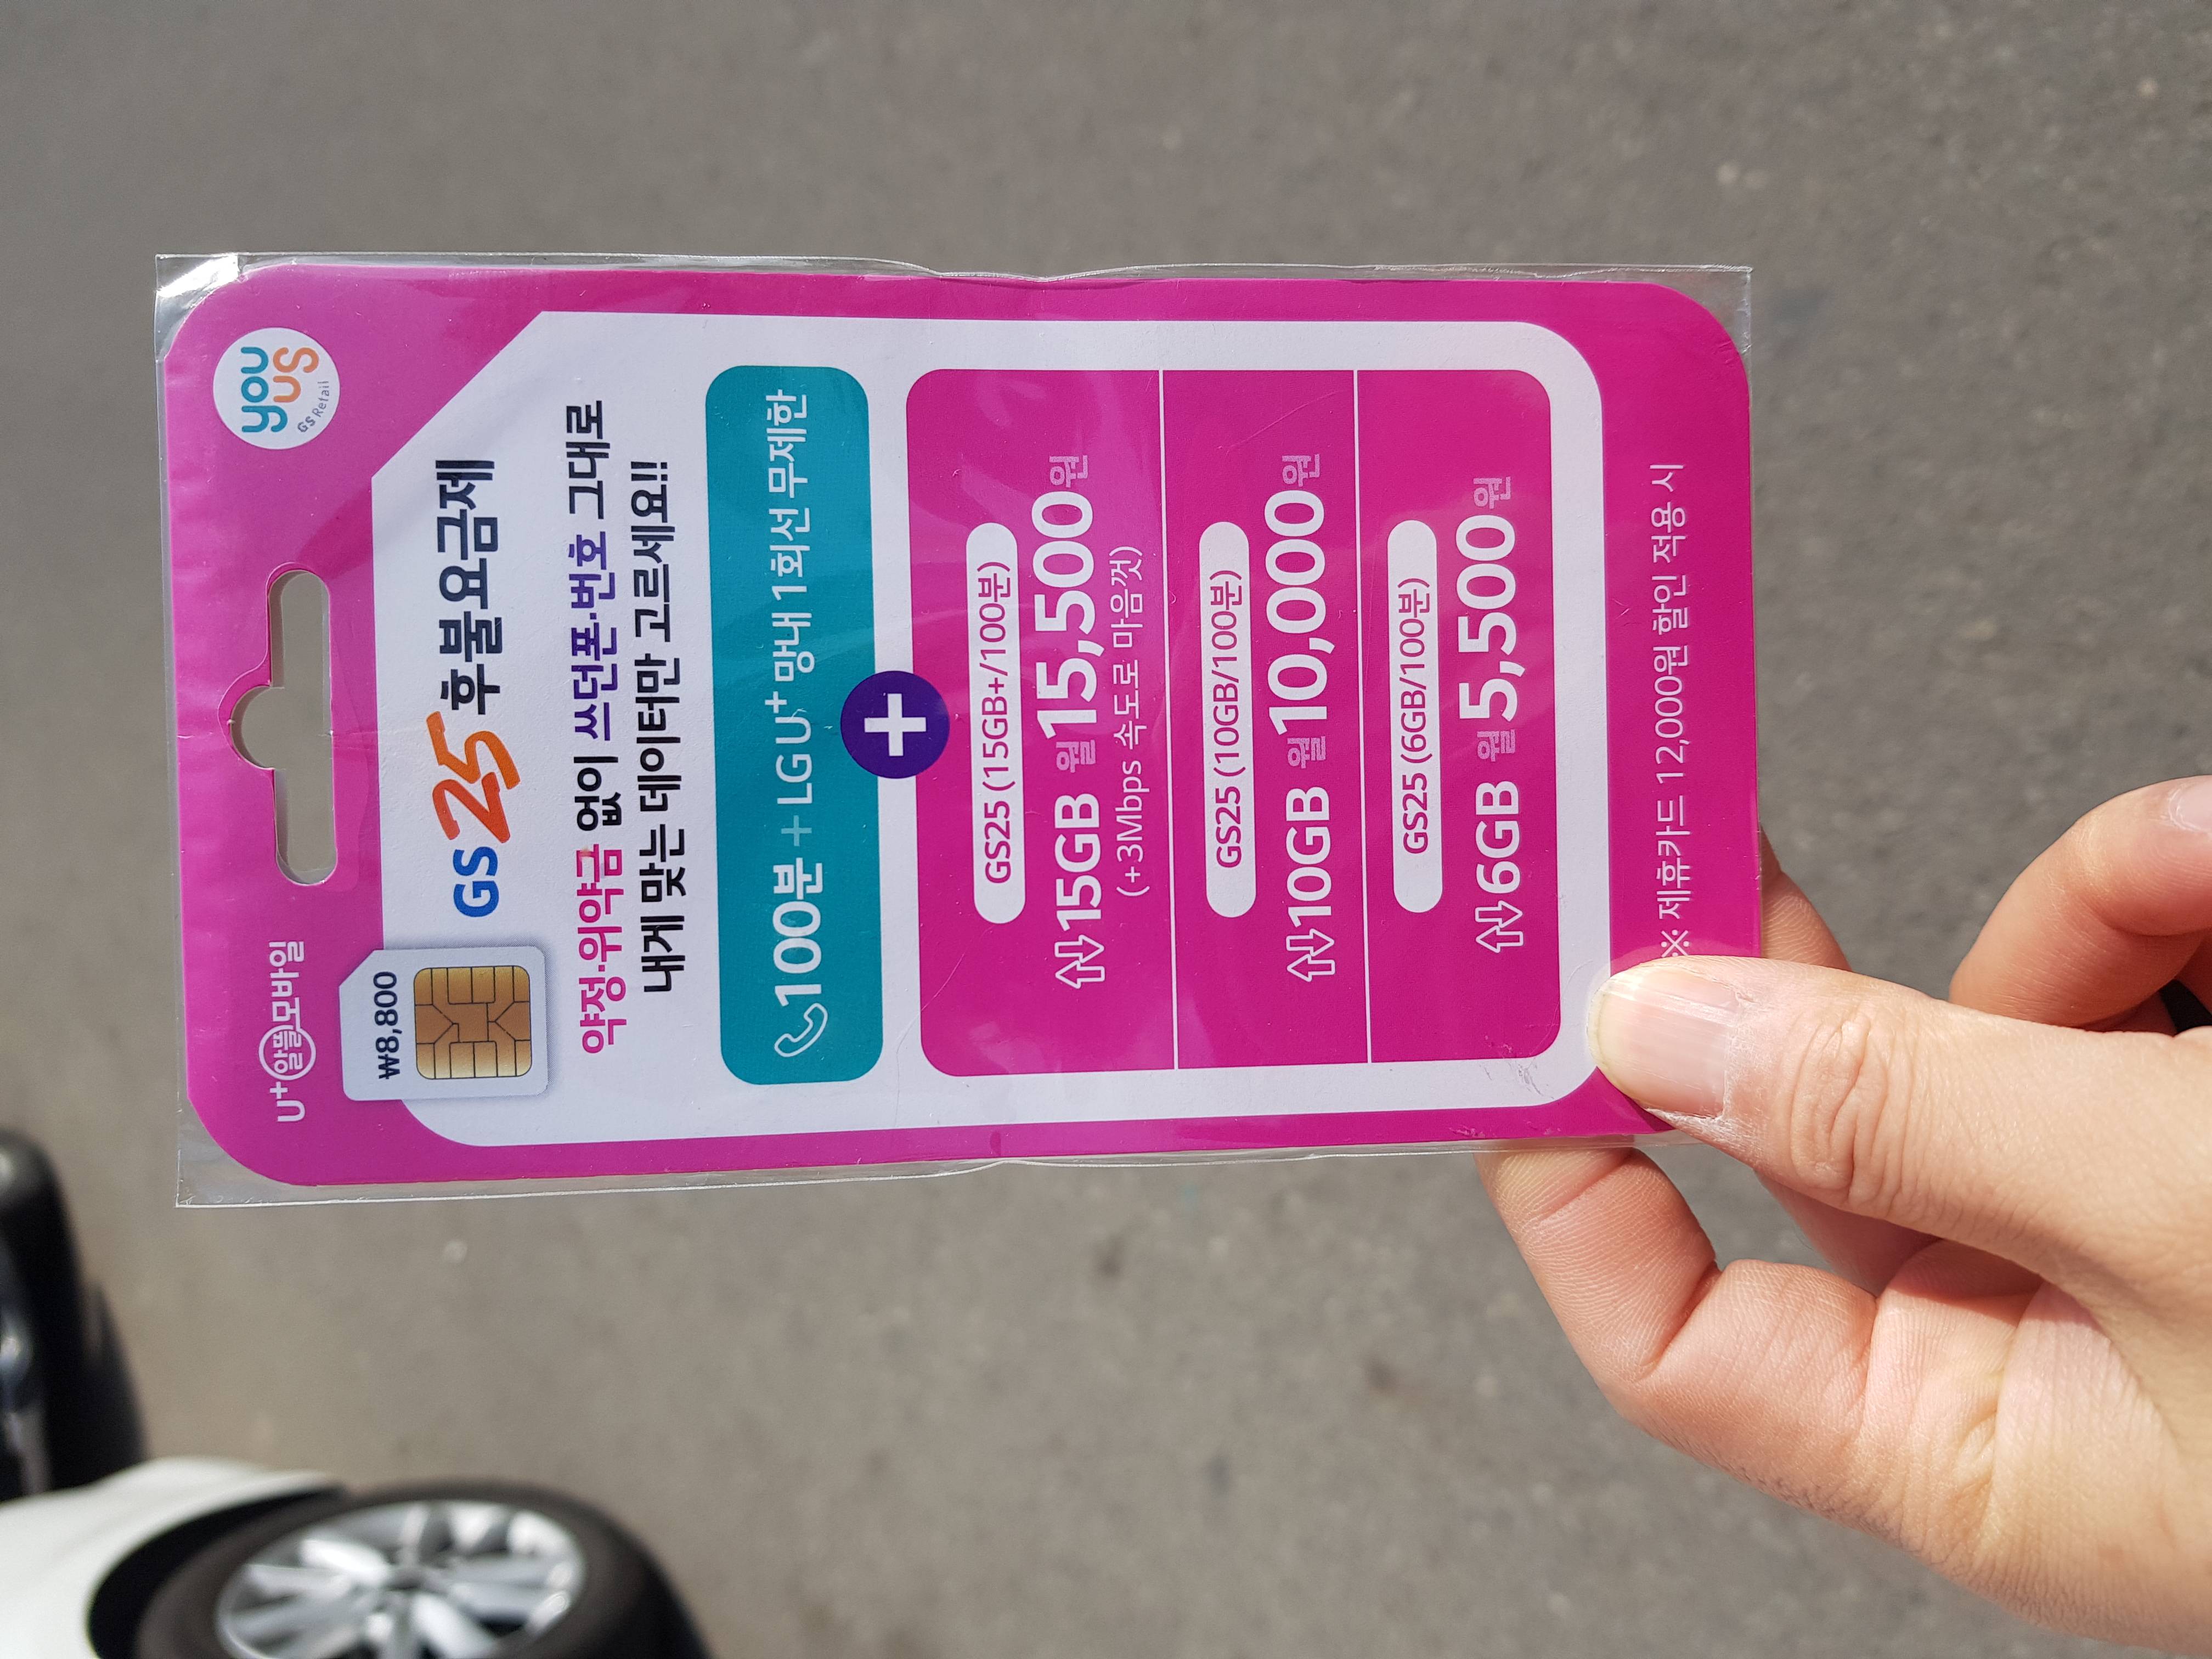 U+알뜰모바일
you
us
GS Retail
₩8,800
GS25 후불요금제
약정·위약금 없이 쓰던폰·번호 그대로
내게 맞는 데이터만 고르세요!!
100분 + LG U+ 망내 1회선 무제한
+
GS25 (15GB+/100분)
15GB 월 15,500원
(+3Mbps 속도로 마음껏)
GS25 (10GB/100분)
10GB 월 10,000원
GS25 (6GB/100분)
6GB 월 5,500원
※ 제휴카드 12,000원 할인 적용 시